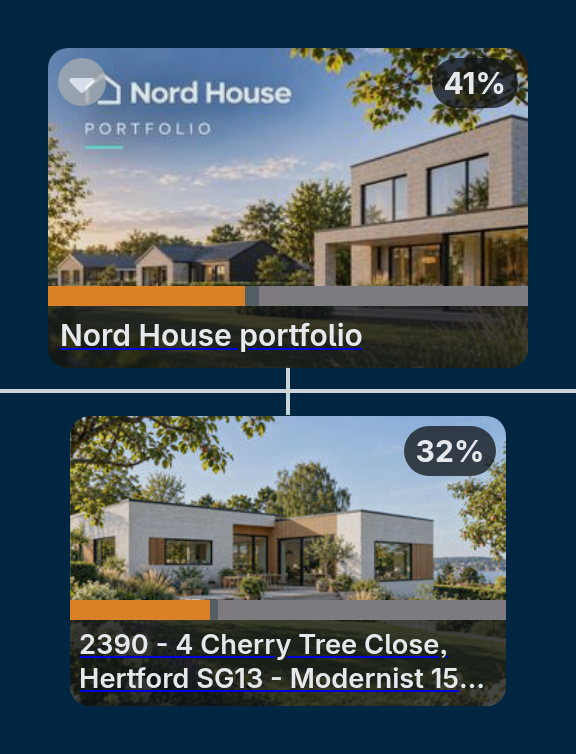 Nord House
PORTFOLIO
41%
Nord House portfolio
32%
2390 - 4 Cherry Tree Close,
Hertford SG13 - Modernist 15...